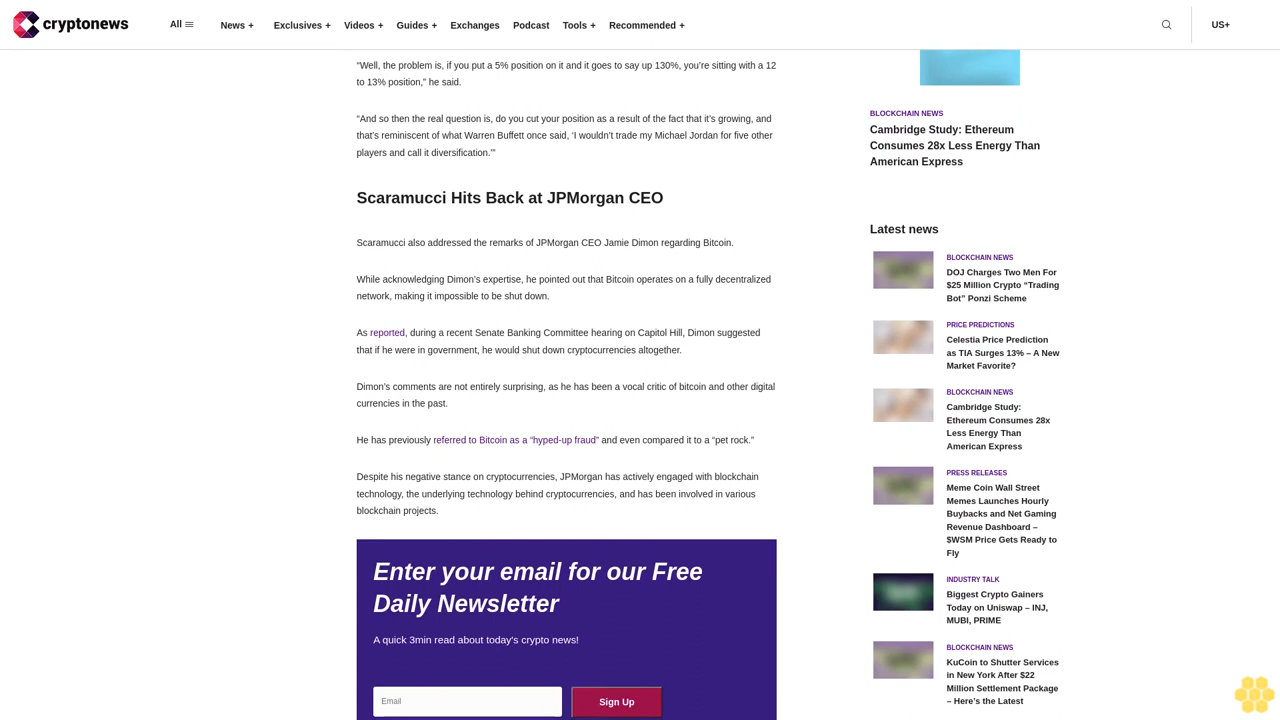 cryptonews
All
News +
Exclusives +
Videos +
Guides +
Exchanges
Podcast
Tools +
Recommended +
US+
“Well, the problem is, if you put a 5% position on it and it goes to say up 130%, you’re sitting with a 12
to 13% position,” he said.
“And so then the real question is, do you cut your position as a result of the fact that it’s growing, and
that’s reminiscent of what Warren Buffett once said, ‘I wouldn’t trade my Michael Jordan for five other
players and call it diversification.’”
Scaramucci Hits Back at JPMorgan CEO
Scaramucci also addressed the remarks of JPMorgan CEO Jamie Dimon regarding Bitcoin.
While acknowledging Dimon’s expertise, he pointed out that Bitcoin operates on a fully decentralized
network, making it impossible to be shut down.
As reported, during a recent Senate Banking Committee hearing on Capitol Hill, Dimon suggested
that if he were in government, he would shut down cryptocurrencies altogether.
Dimon’s comments are not entirely surprising, as he has been a vocal critic of bitcoin and other digital
currencies in the past.
He has previously referred to Bitcoin as a “hyped-up fraud” and even compared it to a “pet rock.”
Despite his negative stance on cryptocurrencies, JPMorgan has actively engaged with blockchain
technology, the underlying technology behind cryptocurrencies, and has been involved in various
blockchain projects.
Enter your email for our Free
Daily Newsletter
A quick 3min read about today's crypto news!
Email
Sign Up
BLOCKCHAIN NEWS
Cambridge Study: Ethereum
Consumes 28x Less Energy Than
American Express
Latest news
BLOCKCHAIN NEWS
DOJ Charges Two Men For
$25 Million Crypto “Trading
Bot” Ponzi Scheme
PRICE PREDICTIONS
Celestia Price Prediction
as TIA Surges 13% – A New
Market Favorite?
BLOCKCHAIN NEWS
Cambridge Study:
Ethereum Consumes 28x
Less Energy Than
American Express
PRESS RELEASES
Meme Coin Wall Street
Memes Launches Hourly
Buybacks and Net Gaming
Revenue Dashboard –
$WSM Price Gets Ready to
Fly
INDUSTRY TALK
Biggest Crypto Gainers
Today on Uniswap – INJ,
MUBI, PRIME
BLOCKCHAIN NEWS
KuCoin to Shutter Services
in New York After $22
Million Settlement Package
– Here’s the Latest